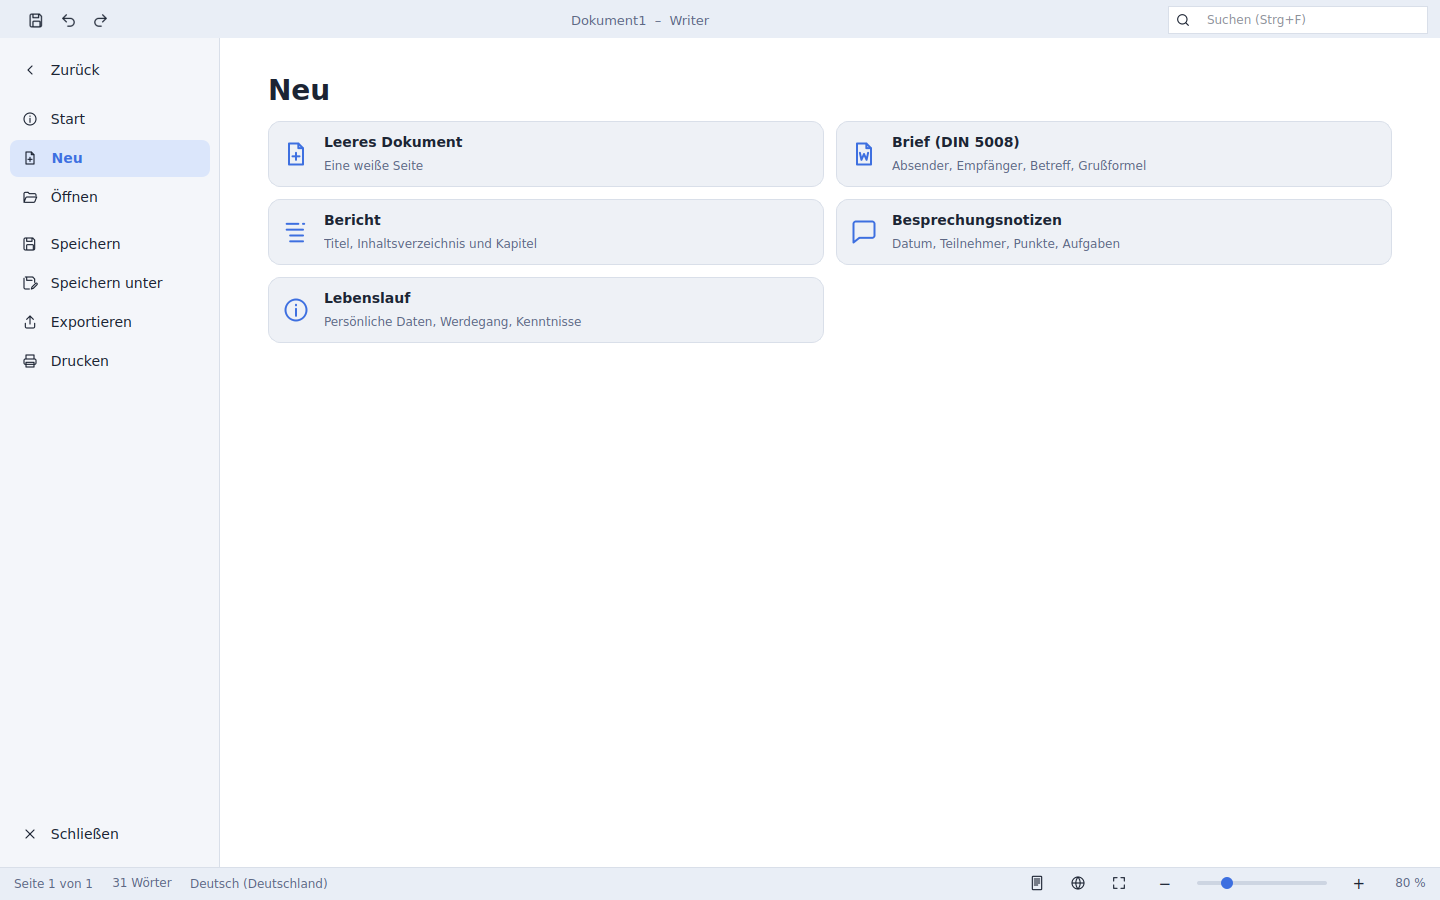 Dokument1 – Writer
Suchen (Strg+F)
Zurück
Start
Neu
Öffnen
Speichern
Speichern unter
Exportieren
Drucken
Schließen
Neu
Leeres Dokument
Eine weiße Seite
Brief (DIN 5008)
Absender, Empfänger, Betreff, Grußformel
Bericht
Titel, Inhaltsverzeichnis und Kapitel
Besprechungsnotizen
Datum, Teilnehmer, Punkte, Aufgaben
Lebenslauf
Persönliche Daten, Werdegang, Kenntnisse
Seite 1 von 1 31 Wörter Deutsch (Deutschland) 80 %